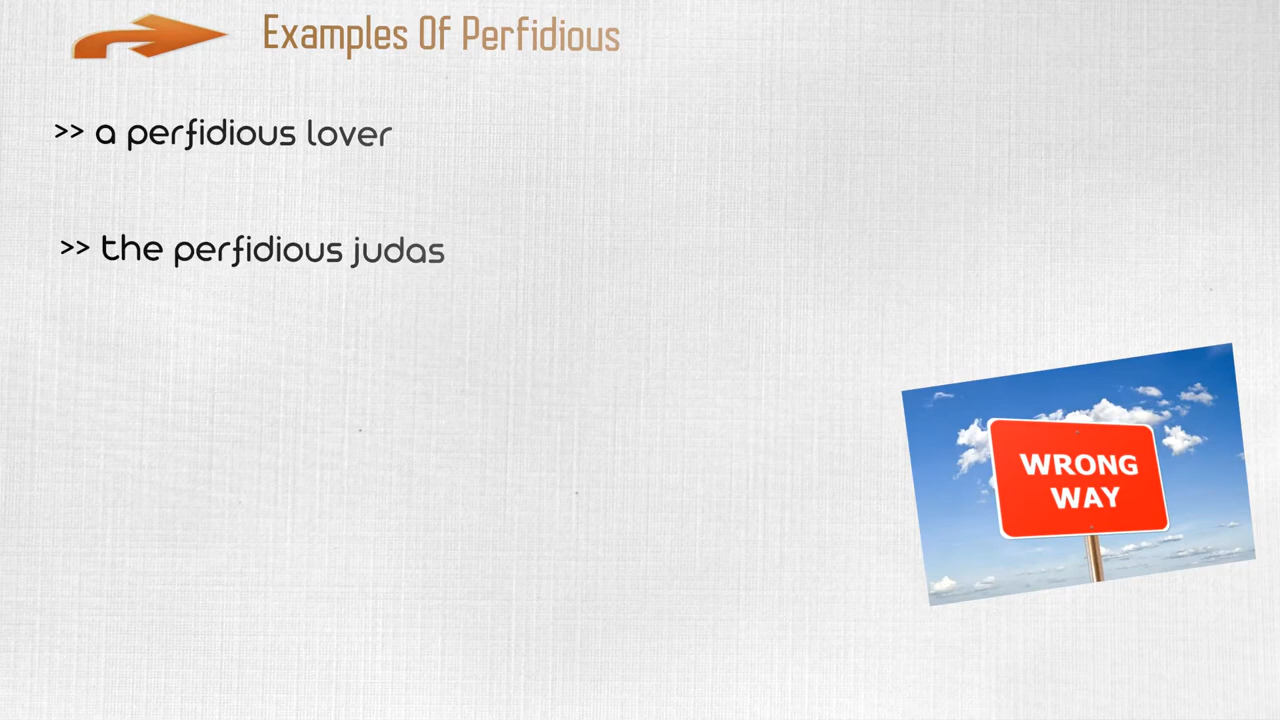 Examples Of Perfidious
>> a perfidious lover
>> the perfidious judas
WRONG
WAY